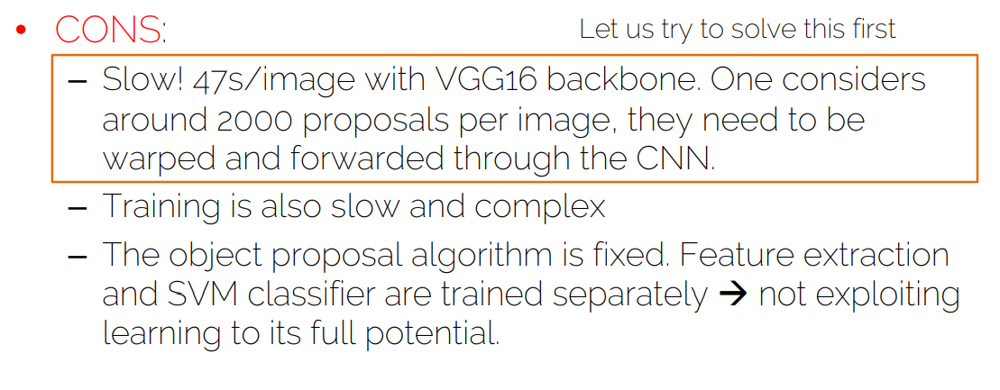 • CONS:
Let us try to solve this first
– Slow! 47s/image with VGG16 backbone. One considers
around 2000 proposals per image, they need to be
warped and forwarded through the CNN.
– Training is also slow and complex
– The object proposal algorithm is fixed. Feature extraction
and SVM classifier are trained separately → not exploiting
learning to its full potential.